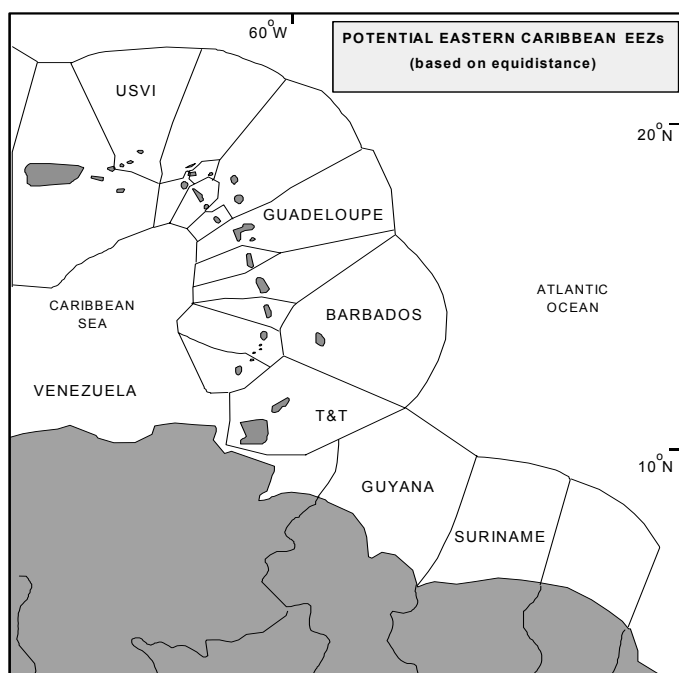 60°W
POTENTIAL EASTERN CARIBBEAN EEZs
(based on equidistance)
USVI
20°N
GUADELOUPE
CARIBBEAN
SEA
BARBADOS
ATLANTIC
OCEAN
VENEZUELA
T&T
10°N
GUYANA
SURINAME